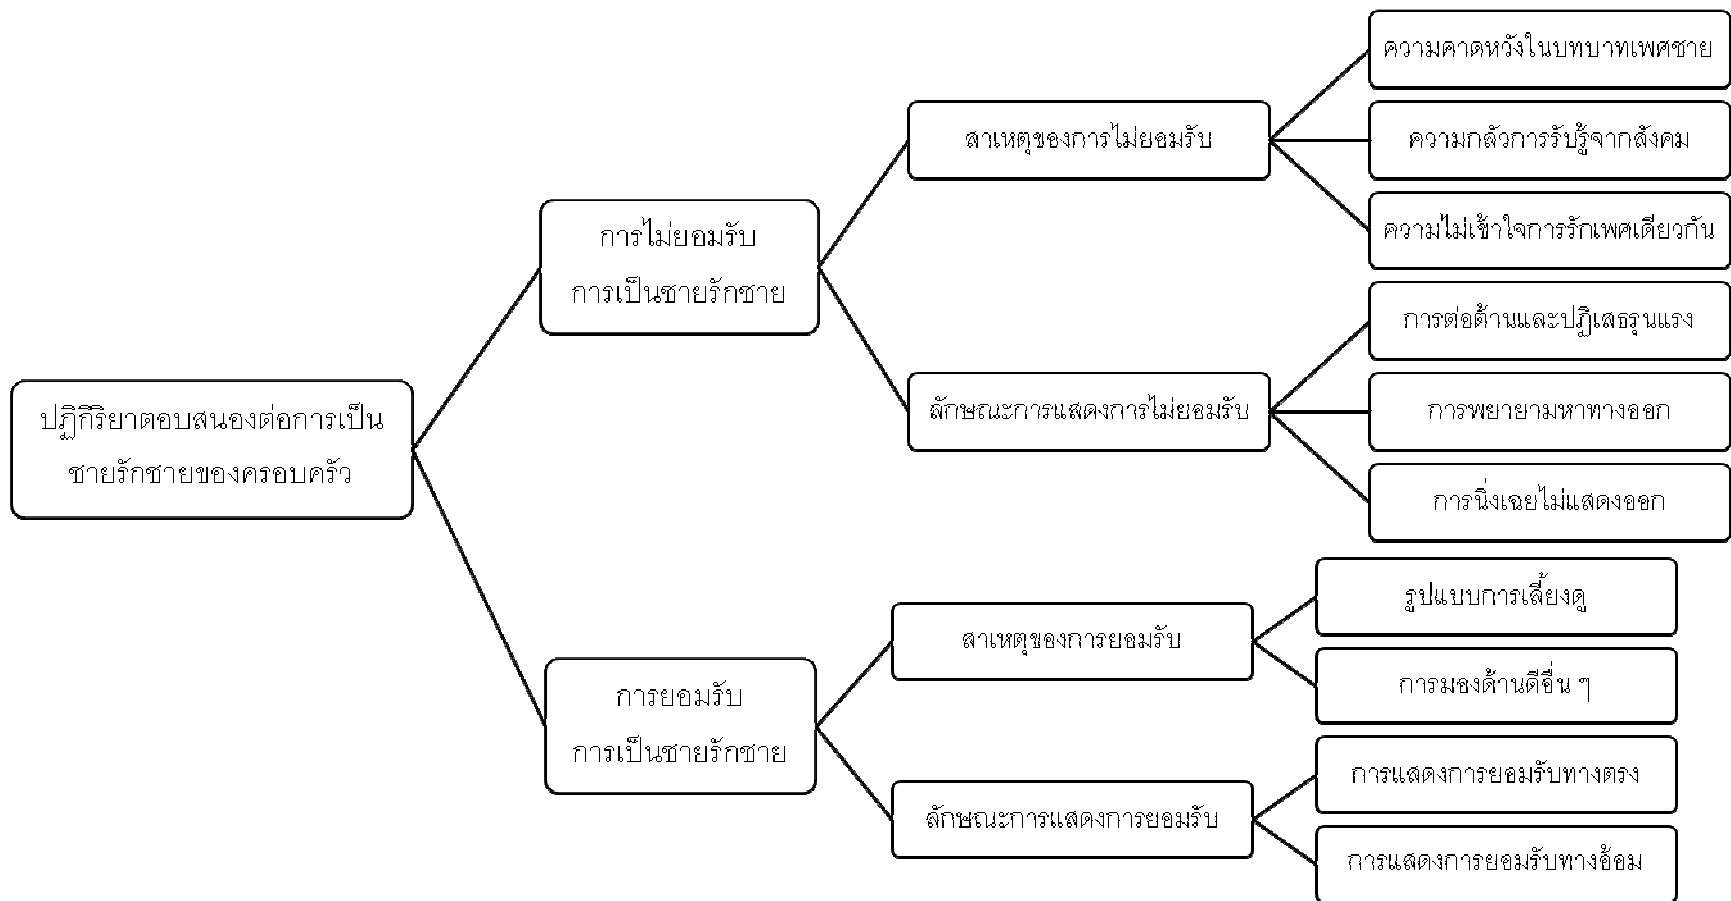 ปฏิกิริยาตอบสนองต่อการเป็น
ชายรักชายของครอบครัว
การไม่ยอมรับ
การเป็นชายรักชาย
สาเหตุของการไม่ยอมรับ
ความคาดหวังในบทบาทเพศชาย
ความกลัวการรับรู้จากสังคม
ความไม่เข้าใจการรักเพศเดียวกัน
ลักษณะการแสดงการไม่ยอมรับ
การต่อต้านและปฏิเสธรุนแรง
การพยายามหาทางออก
การนิ่งเฉยไม่แสดงออก
การยอมรับ
การเป็นชายรักชาย
สาเหตุของการยอมรับ
รูปแบบการเลี้ยงดู
การมองด้านดีอื่น ๆ
ลักษณะการแสดงการยอมรับ
การแสดงการยอมรับทางตรง
การแสดงการยอมรับทางอ้อม